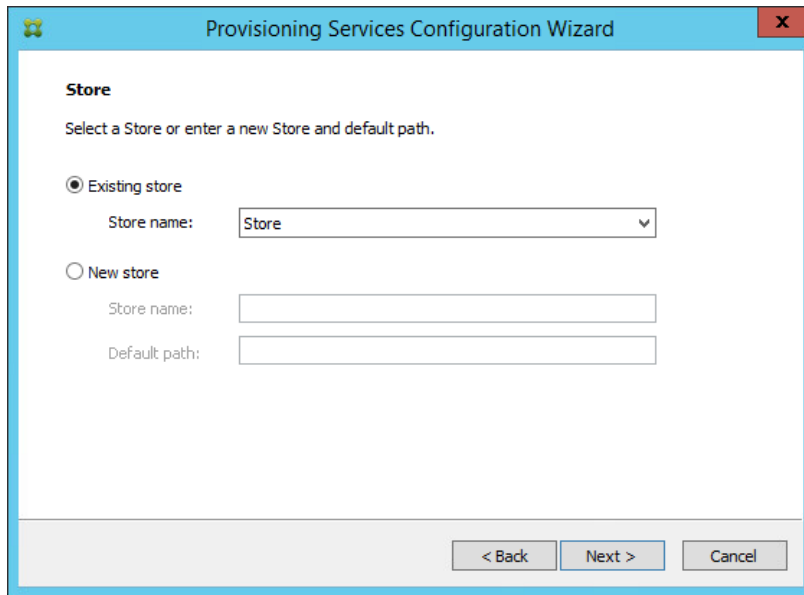 Provisioning Services Configuration Wizard
x
Store
Select a Store or enter a new Store and default path.
Existing store
Store name: Store
New store
Store name:
Default path:
< Back Next > Cancel